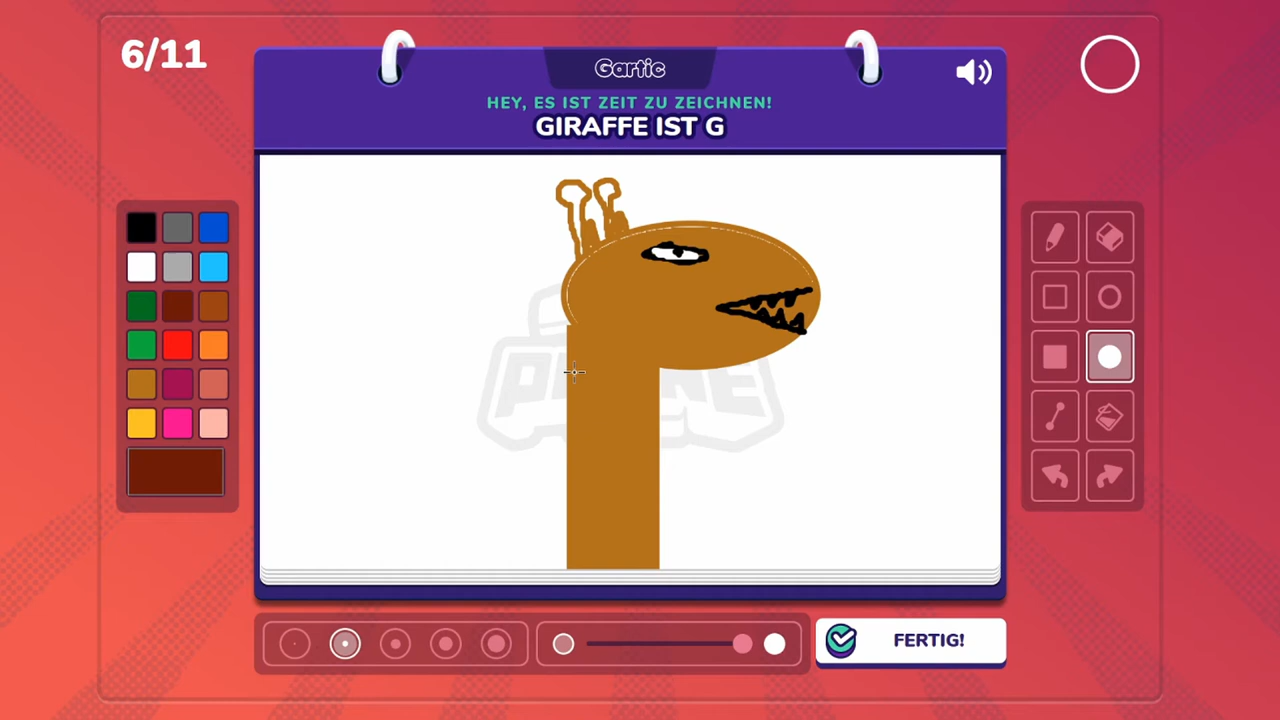 6/11
Gartic
HEY, ES IST ZEIT ZU ZEICHNEN!
GIRAFFE IST G
FERTIG!